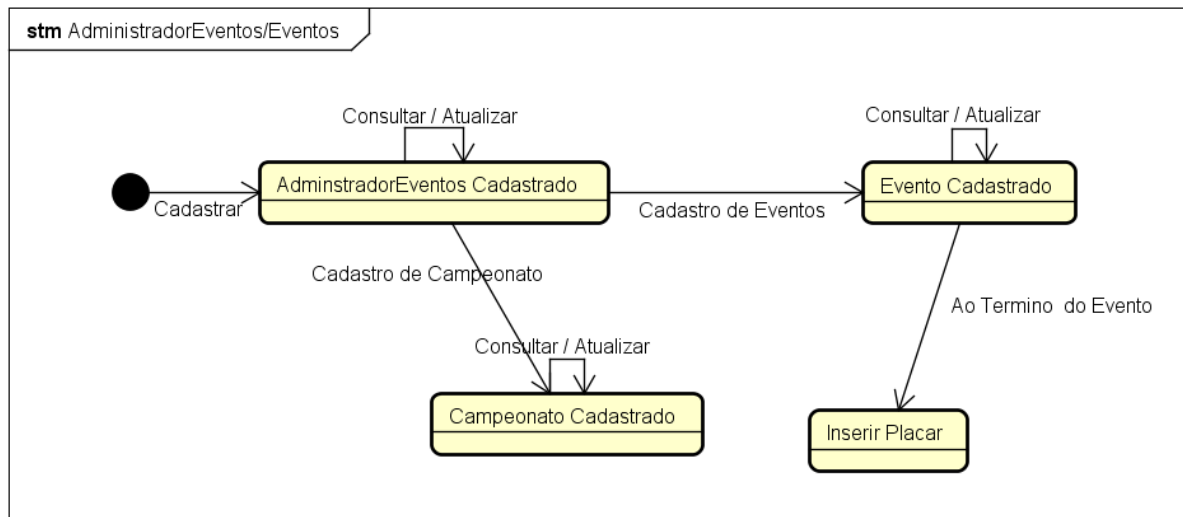 stm AdministradorEventos/Eventos
Consultar / Atualizar
Consultar / Atualizar
AdminstradorEventos Cadastrado
Evento Cadastrado
Cadastrar
Cadastro de Eventos
Cadastro de Campeonato
Ao Termino do Evento
Consultar / Atualizar
Campeonato Cadastrado
Inserir Placar